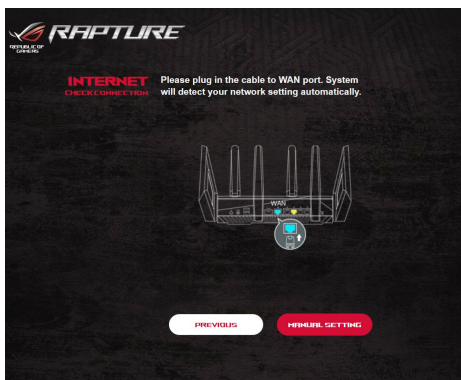 REPUBLIC OF
GAMERS
RAPTURE
INTERNET
CHECK CONNECTION
Please plug in the cable to WAN port. System
will detect your network setting automatically.
WAN
PREVIOUS
MANUAL SETTING